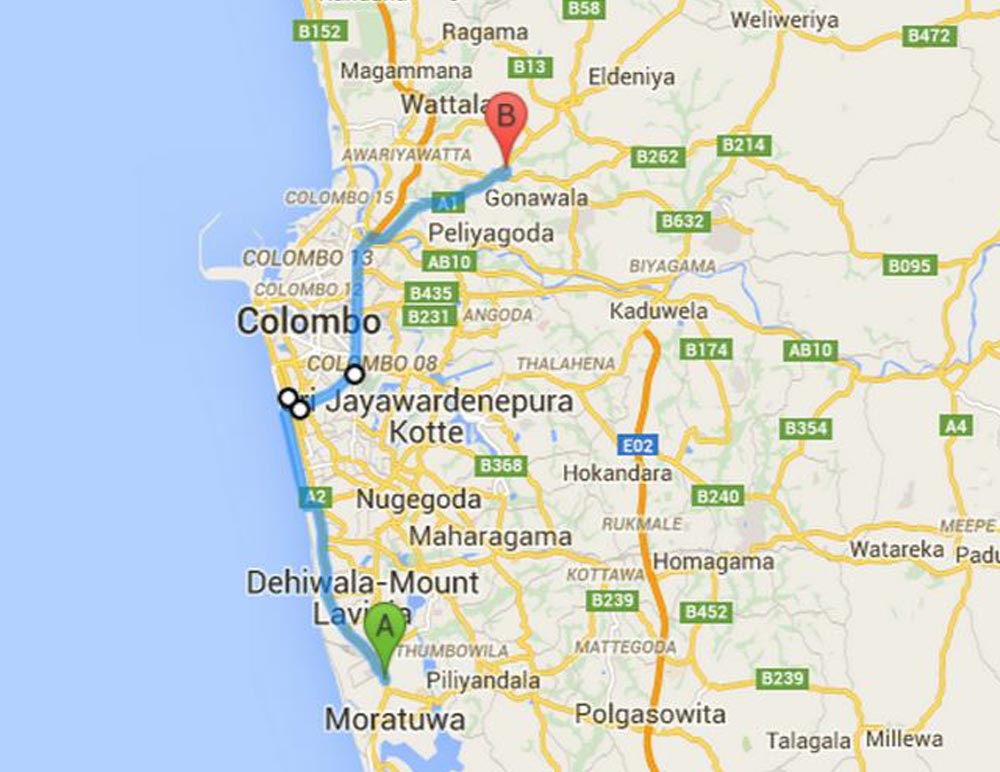 B58
Weliweriya
B152
Ragama
B472
Magammana
B13
Eldeniya
Wattala
B
AWARIYAWATTA
B262
B214
COLOMBO 15
A1
Gonawala
B632
Peliyagoda
COLOMBO 13
AB10
BIYAGAMA
B095
COLOMBO 12
B435
B231
ANGODA
Kaduwela
Colombo
COLOMBO 08
THALAHENA
B174
AB10
Jayawardenepura
Kotte
B354
A4
E02
B368
Hokandara
A2
Nugegoda
B240
RUKMALE
MEEPE
Maharagama
Watareka
Padu
Homagama
KOTTAWA
Dehiwala-Mount
B239
B452
A
THUMBOWILA
MATTEGODA
Piliyandala
B239
Moratuwa
Polgasowita
Talagala
Millewa